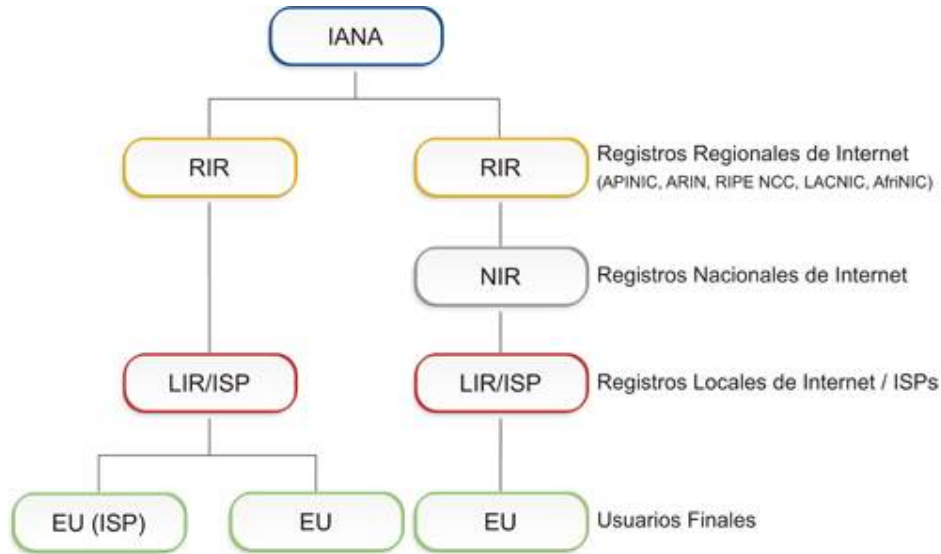 IANA
RIR
RIR
Registros Regionales de Internet
(APINIC, ARIN, RIPE NCC, LACNIC, AfriNIC)
NIR
Registros Nacionales de Internet
LIR/ISP
LIR/ISP
Registros Locales de Internet / ISPs
EU (ISP)
EU
EU
Usuarios Finales